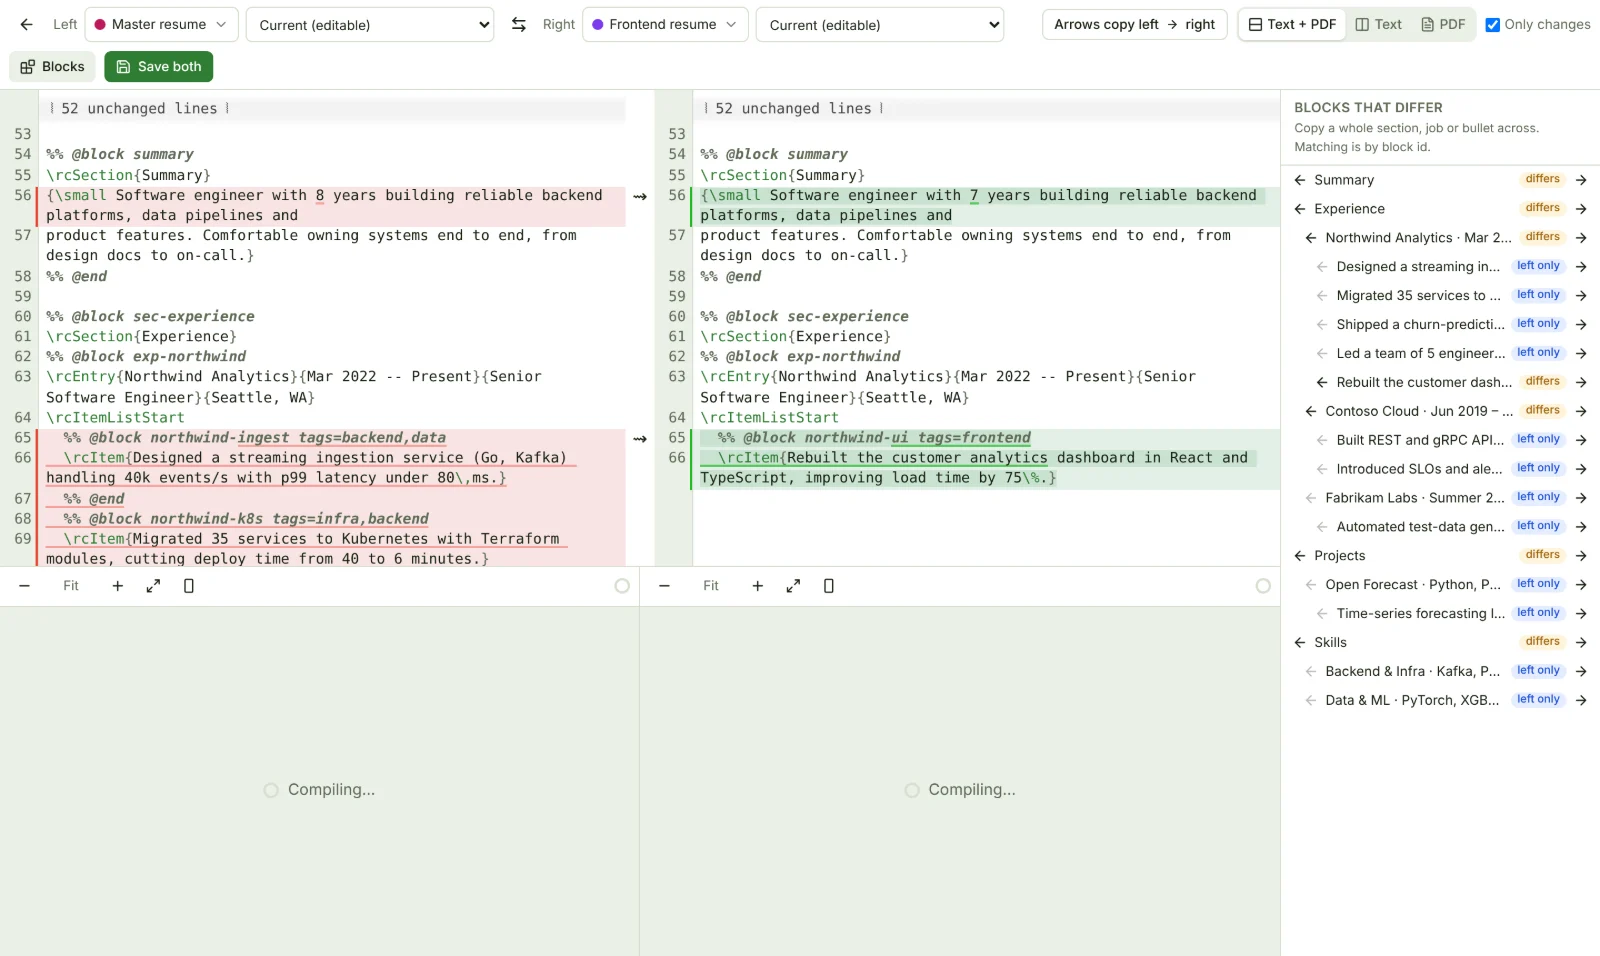 Left Master resume Current (editable) Right Frontend resume Current (editable) Arrows copy left → right Text + PDF Text PDF Only changes
Blocks Save both
52 unchanged lines
53
54 %% @block summary
55 \rcSection{Summary}
56 {\small Software engineer with 8 years building reliable backend
platforms, data pipelines and
57 product features. Comfortable owning systems end to end, from
design docs to on-call.}
58 %% @end
59
60 %% @block sec-experience
61 \rcSection{Experience}
62 %% @block exp-northwind
63 \rcEntry{Northwind Analytics}{Mar 2022 -- Present}{Senior
Software Engineer}{Seattle, WA}
64 \rcItemListStart
65 %% @block northwind-ingest tags=backend,data
66 \rcItem{Designed a streaming ingestion service (Go, Kafka)
handling 40k events/s with p99 latency under 80\,ms.}
67 %% @end
68 %% @block northwind-k8s tags=infra,backend
69 \rcItem{Migrated 35 services to Kubernetes with Terraform
modules, cutting deploy time from 40 to 6 minutes.}
52 unchanged lines
53
54 %% @block summary
55 \rcSection{Summary}
56 {\small Software engineer with 7 years building reliable backend
platforms, data pipelines and
57 product features. Comfortable owning systems end to end, from
design docs to on-call.}
58 %% @end
59
60 %% @block sec-experience
61 \rcSection{Experience}
62 %% @block exp-northwind
63 \rcEntry{Northwind Analytics}{Mar 2022 -- Present}{Senior
Software Engineer}{Seattle, WA}
64 \rcItemListStart
65 %% @block northwind-ui tags=frontend
66 \rcItem{Rebuilt the customer analytics dashboard in React and
TypeScript, improving load time by 75\%.}
Fit
Fit
Compiling...
Compiling...
BLOCKS THAT DIFFER
Copy a whole section, job or bullet across.
Matching is by block id.
← Summary differs →
← Experience differs →
← Northwind Analytics · Mar 2... differs →
← Designed a streaming in... left only →
← Migrated 35 services to ... left only →
← Shipped a churn-predicti... left only →
← Led a team of 5 engineer... left only →
← Rebuilt the customer dash... differs →
← Contoso Cloud · Jun 2019 – ... differs →
← Built REST and gRPC API... left only →
← Introduced SLOs and ale... left only →
← Fabrikam Labs · Summer 2... left only →
← Automated test-data gen... left only →
← Projects differs →
← Open Forecast · Python, P... left only →
← Time-series forecasting l... left only →
← Skills differs →
← Backend & Infra · Kafka, P... left only →
← Data & ML · PyTorch, XGB... left only →